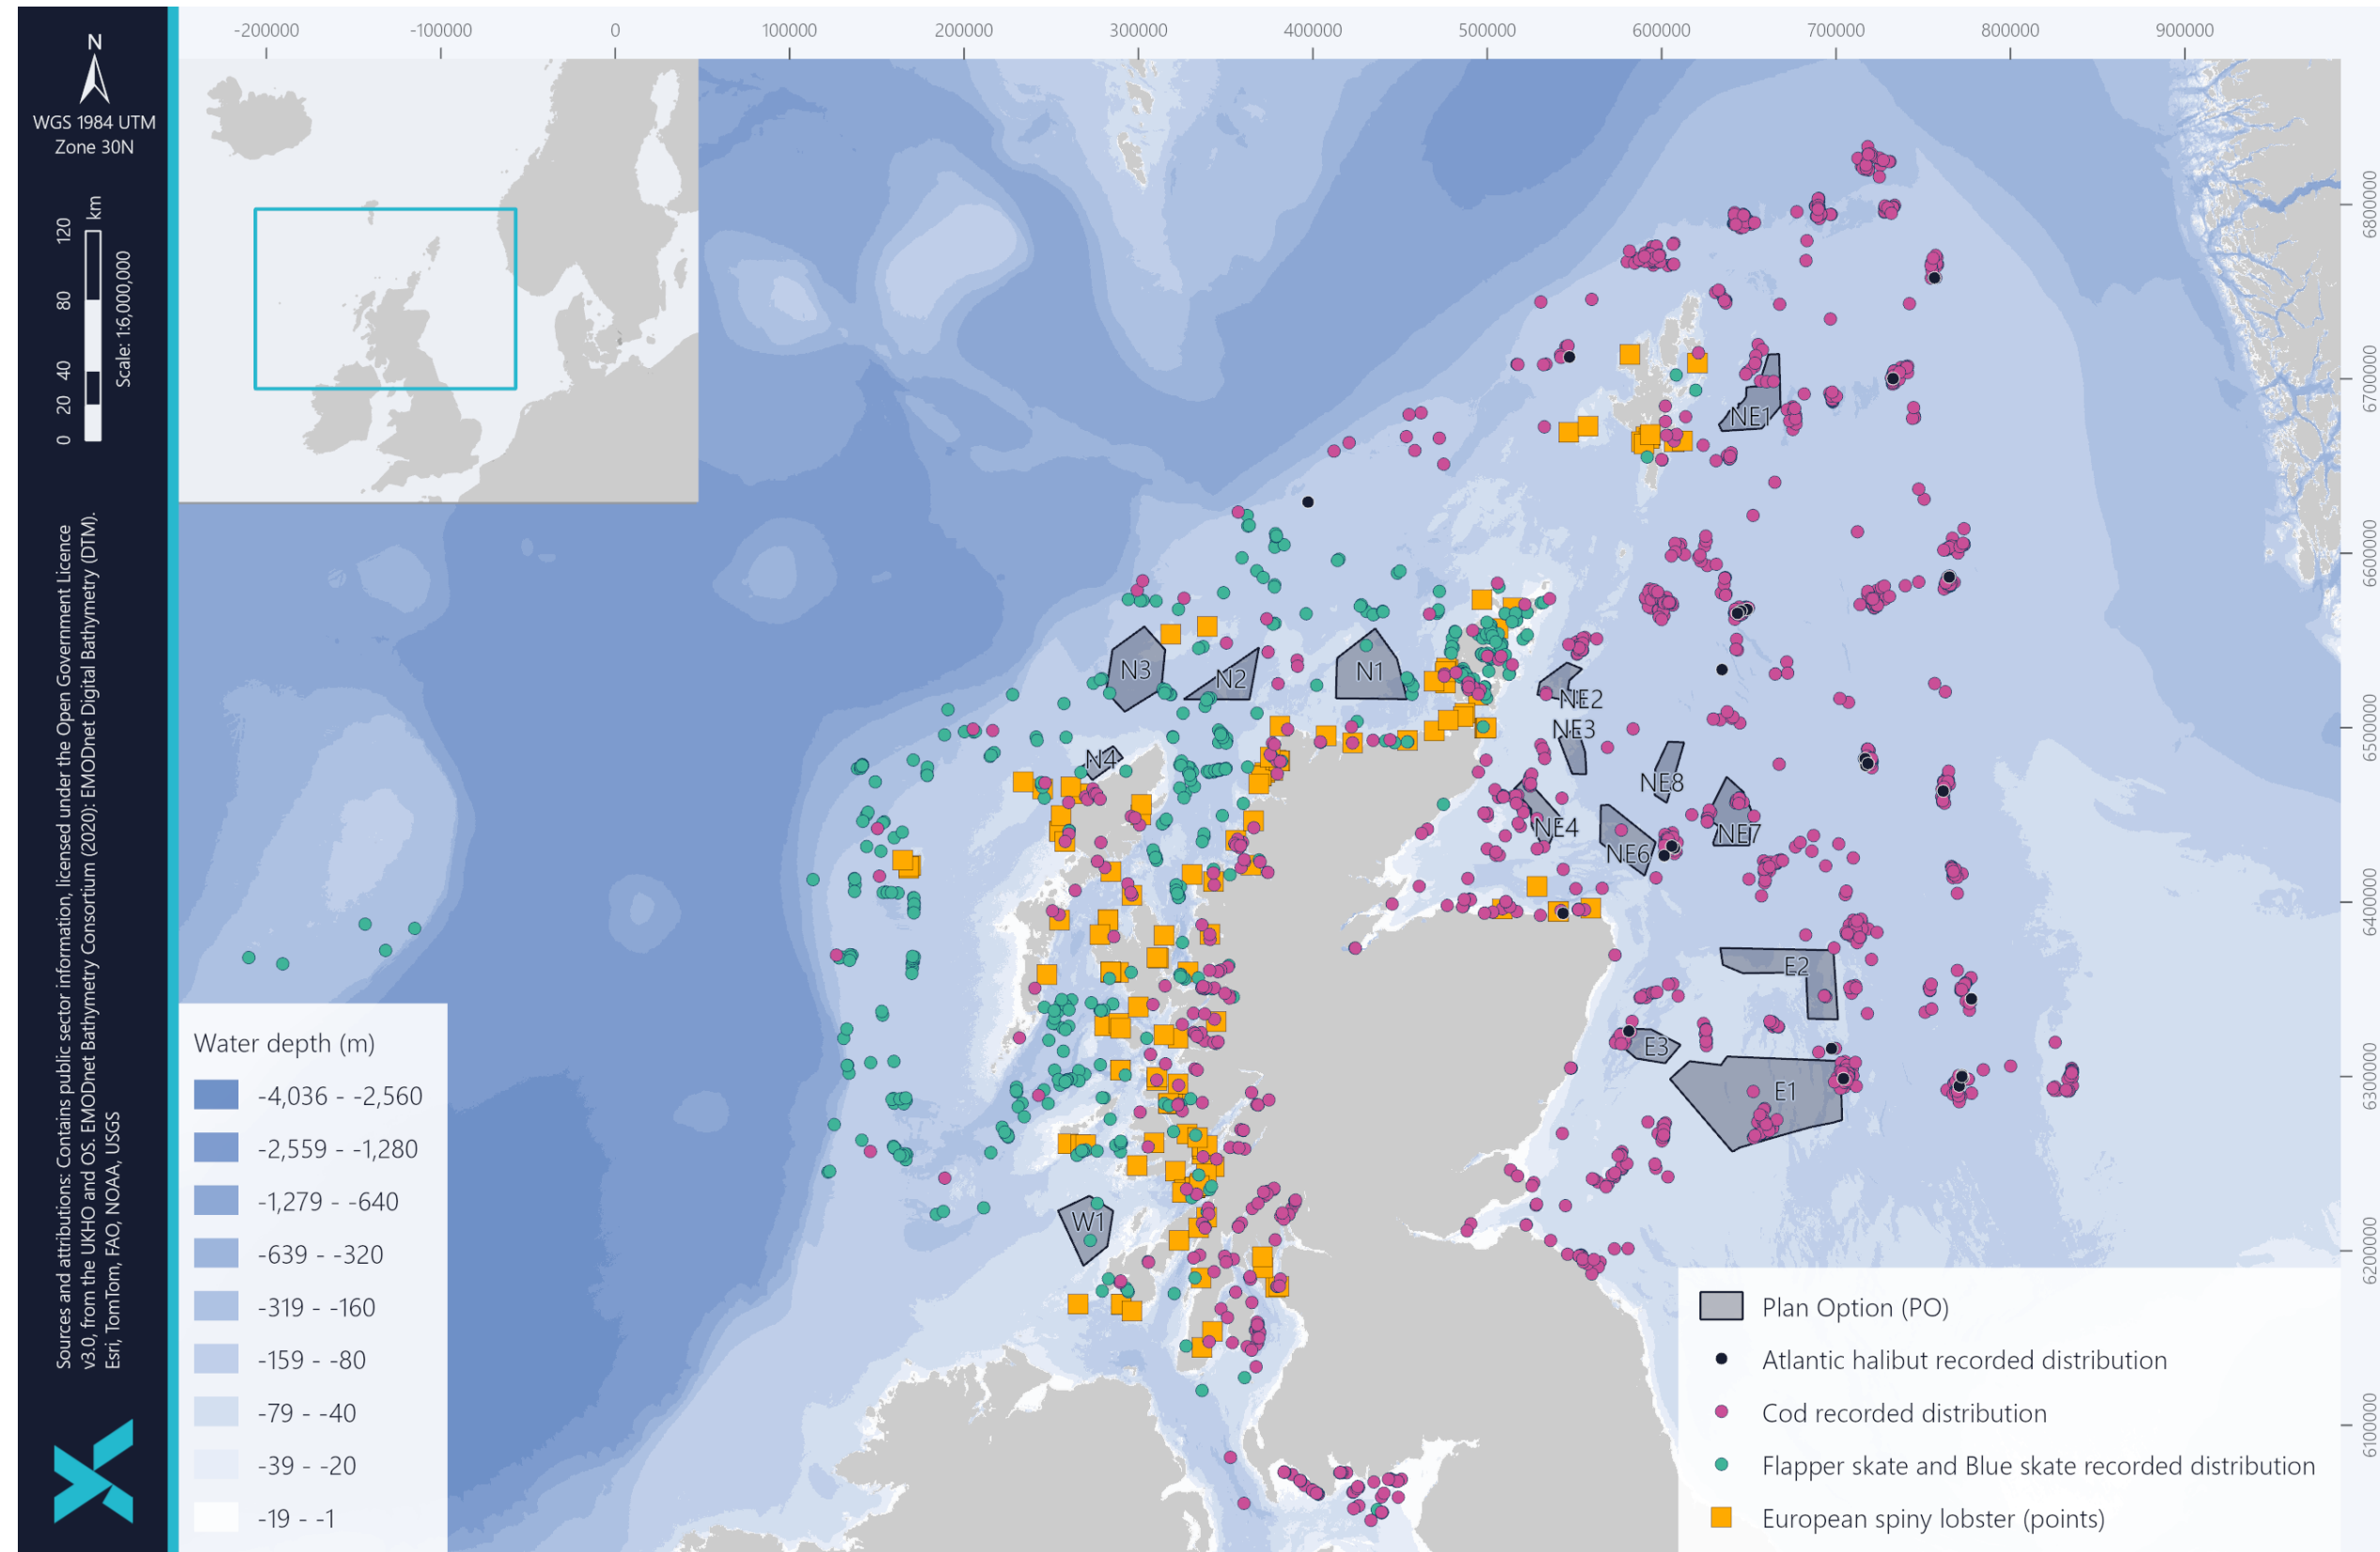 -200000 -100000 0 100000 200000 300000 400000 500000 600000 700000 800000 900000
N
WGS 1984 UTM
Zone 30N
0 20 40 80 120 km
Scale: 1:6,000,000
Sources and attributions: Contains public sector information, licensed under the Open Government Licence
v3.0, from the UKHO and OS. EMODnet Bathymetry Consortium (2020): EMODnet Digital Bathymetry (DTM).
Esri, TomTom, FAO, NOAA, USGS
6800000
6700000
6600000
6500000
6400000
6300000
6200000
6100000
NE1
N3
N2
N1
NE2
NE3
N4
NE8
NE4
NE7
NE6
E2
E3
E1
W1
Water depth (m)
-4,036 - -2,560
-2,559 - -1,280
-1,279 - -640
-639 - -320
-319 - -160
-159 - -80
-79 - -40
-39 - -20
-19 - -1
Plan Option (PO)
Atlantic halibut recorded distribution
Cod recorded distribution
Flapper skate and Blue skate recorded distribution
European spiny lobster (points)